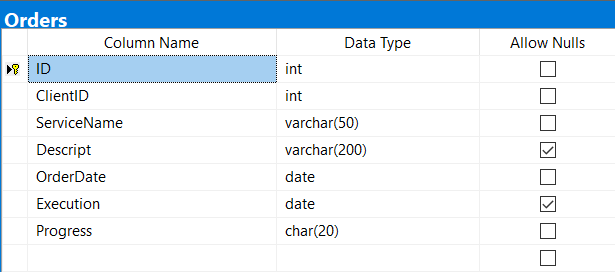 Orders
Column Name Data Type Allow Nulls
ID int
ClientID int
ServiceName varchar(50)
Descript varchar(200)
OrderDate date
Execution date
Progress char(20)